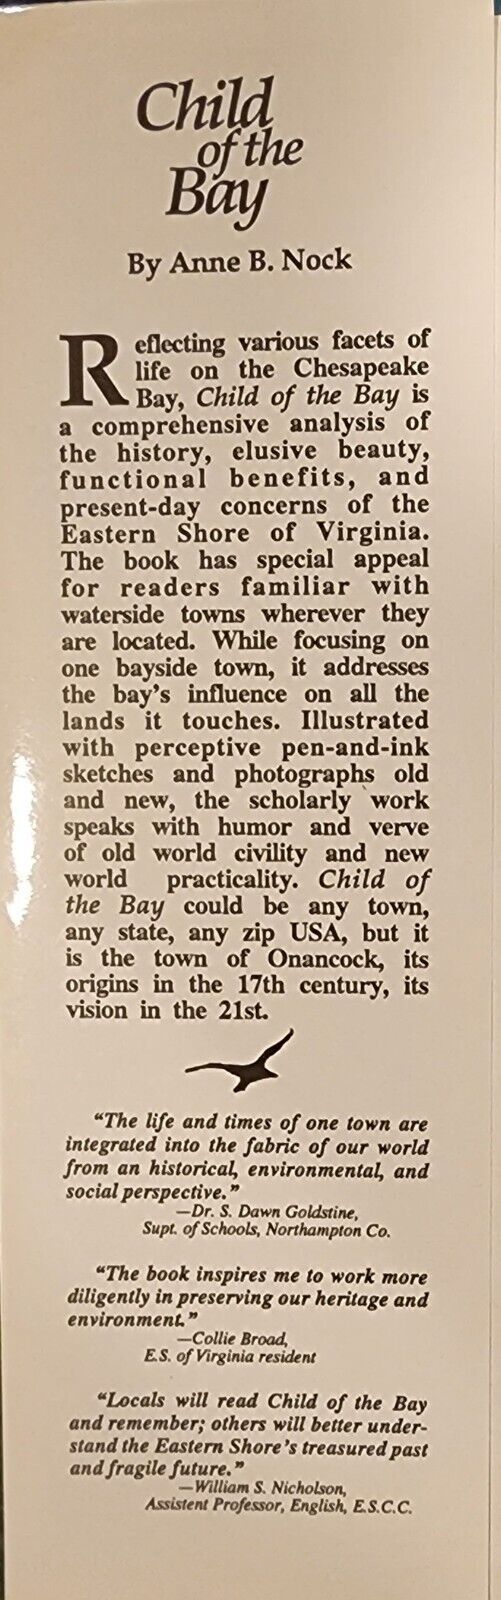 Child
of the
Bay
By Anne B. Nock
Reflecting various facets of
life on the Chesapeake
Bay, Child of the Bay is
a comprehensive analysis of
the history, elusive beauty,
functional benefits, and
present-day concerns of the
Eastern Shore of Virginia.
The book has special appeal
for readers familiar with
waterside towns wherever they
are located. While focusing on
one bayside town, it addresses
the bay's influence on all the
lands it touches. Illustrated
with perceptive pen-and-ink
sketches and photographs old
and new, the scholarly work
speaks with humor and verve
of old world civility and new
world practicality. Child of
the Bay could be any town,
any state, any zip USA, but it
is the town of Onancock, its
origins in the 17th century, its
vision in the 21st.
"The life and times of one town are
integrated into the fabric of our world
from an historical, environmental, and
social perspective."
—Dr. S. Dawn Goldstine,
Supt. of Schools, Northampton Co.
"The book inspires me to work more
diligently in preserving our heritage and
environment."
—Collie Broad,
E.S. of Virginia resident
"Locals will read Child of the Bay
and remember; others will better under-
stand the Eastern Shore's treasured past
and fragile future."
—William S. Nicholson,
Assistent Professor, English, E.S.C.C.